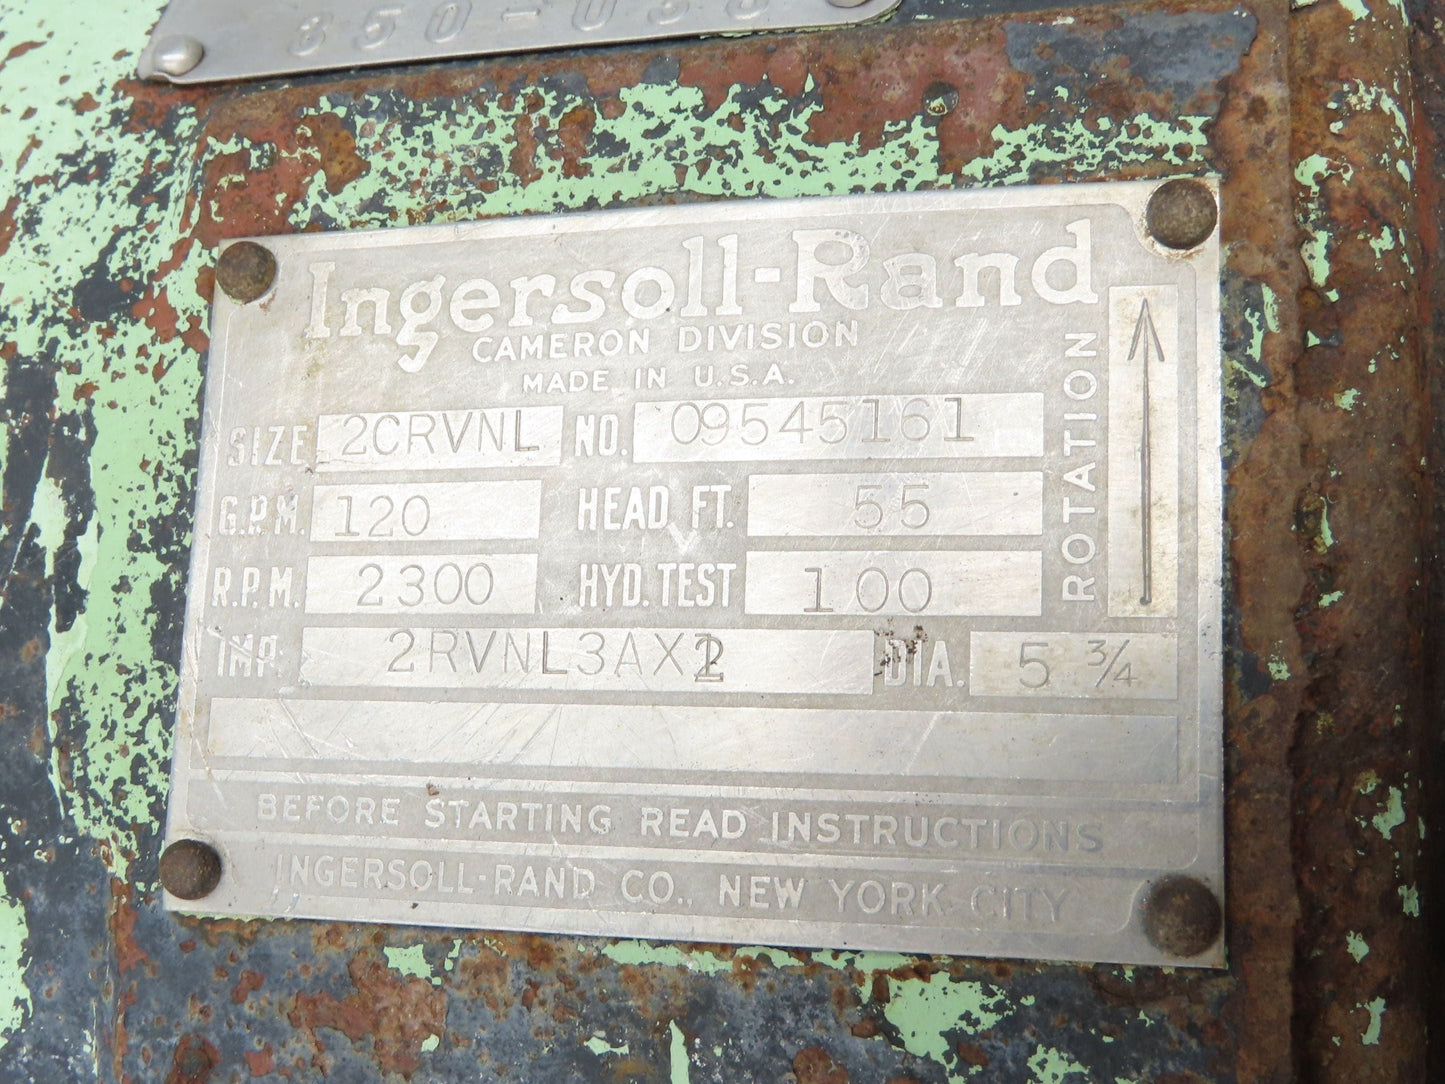 Ingersoll-Rand
CAMERON DIVISION
MADE IN U.S.A.
SIZE 2CRVNL NO. 09545161
G.P.M. 120 HEAD FT. 55
R.P.M. 2300 HYD. TEST 100
IMP. DIA. 5 3/4
ROTATION
BEFORE STARTING READ INSTRUCTIONS
INGERSOLL-RAND CO., NEW YORK CITY